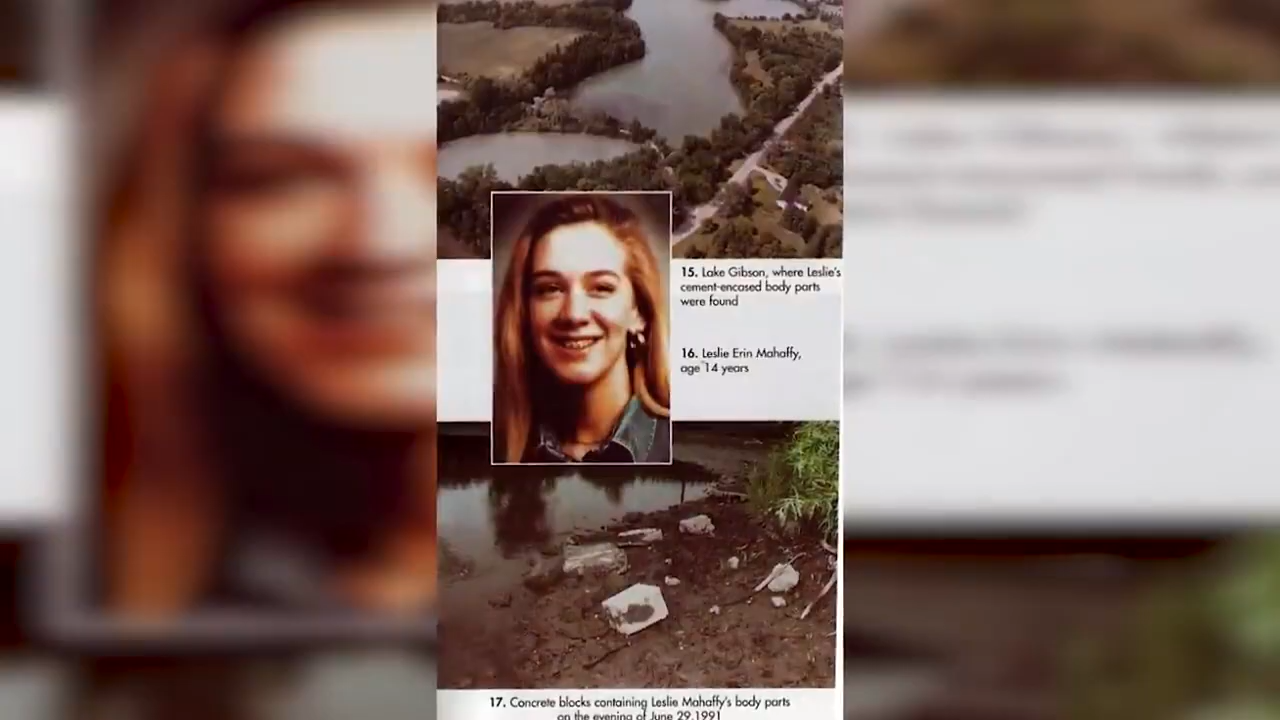 15. Lake Gibson, where Leslie's
cement-encased body parts
were found
16. Leslie Erin Mahaffy,
age 14 years
17. Concrete blocks containing Leslie Mahaffy's body parts
on the evening of June 29, 1991